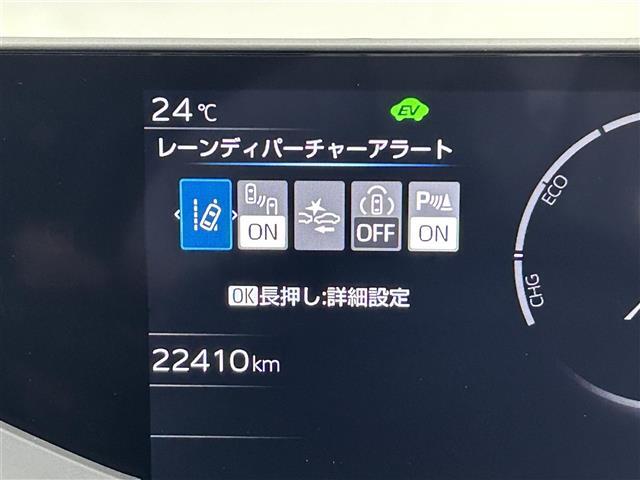 24℃
EV
レーンディパーチャーアラート
ON
OFF
P
ON
OK長押し:詳細設定
22410km
ECO
CHG